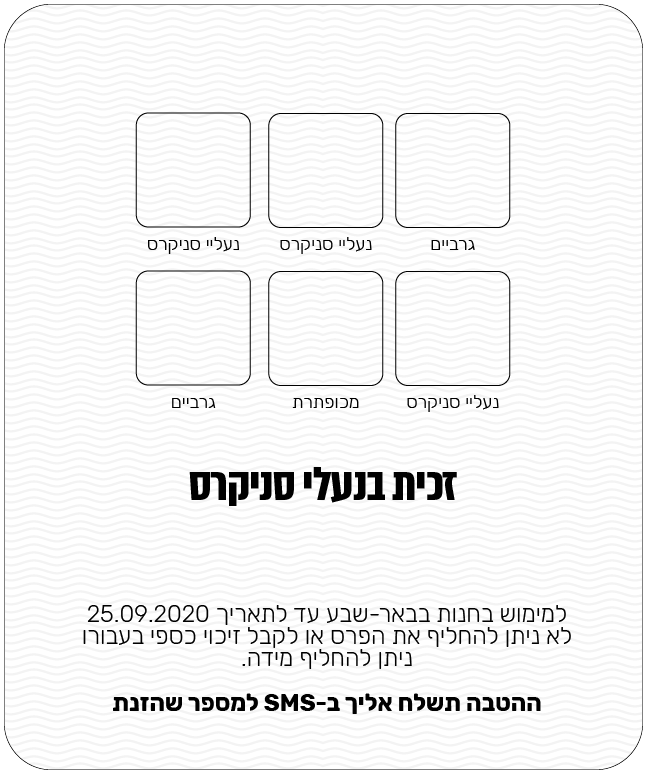 גרביים
נעליי סניקרס
נעליי סניקרס
נעליי סניקרס
מכופתרת
גרביים
זכית בנעלי סניקרס
למימוש בחנות בבאר-שבע עד לתאריך 25.09.2020
לא ניתן להחליף את הפרס או לקבל זיכוי כספי בעבורו
ניתן להחליף מידה.
ההטבה תשלח אליך ב-SMS למספר שהזנת